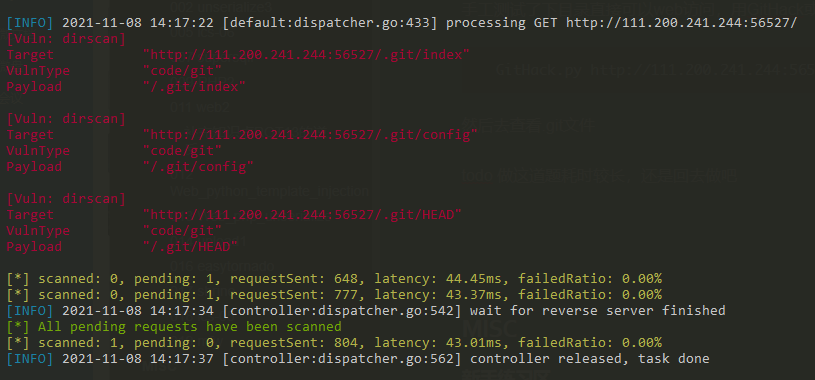 [INFO] 2021-11-08 14:17:22 [default:dispatcher.go:433] processing GET http://111.200.241.244:56527/
[Vuln: dirscan]
Target "http://111.200.241.244:56527/.git/index"
VulnType "code/git"
Payload "/.git/index"
[Vuln: dirscan]
Target "http://111.200.241.244:56527/.git/config"
VulnType "code/git"
Payload "/.git/config"
[Vuln: dirscan]
Target "http://111.200.241.244:56527/.git/HEAD"
VulnType "code/git"
Payload "/.git/HEAD"
[*] scanned: 0, pending: 1, requestSent: 648, latency: 44.45ms, failedRatio: 0.00%
[*] scanned: 0, pending: 1, requestSent: 777, latency: 43.37ms, failedRatio: 0.00%
[INFO] 2021-11-08 14:17:34 [controller:dispatcher.go:542] wait for reverse server finished
[*] All pending requests have been scanned
[*] scanned: 1, pending: 0, requestSent: 804, latency: 43.01ms, failedRatio: 0.00%
[INFO] 2021-11-08 14:17:37 [controller:dispatcher.go:562] controller released, task done